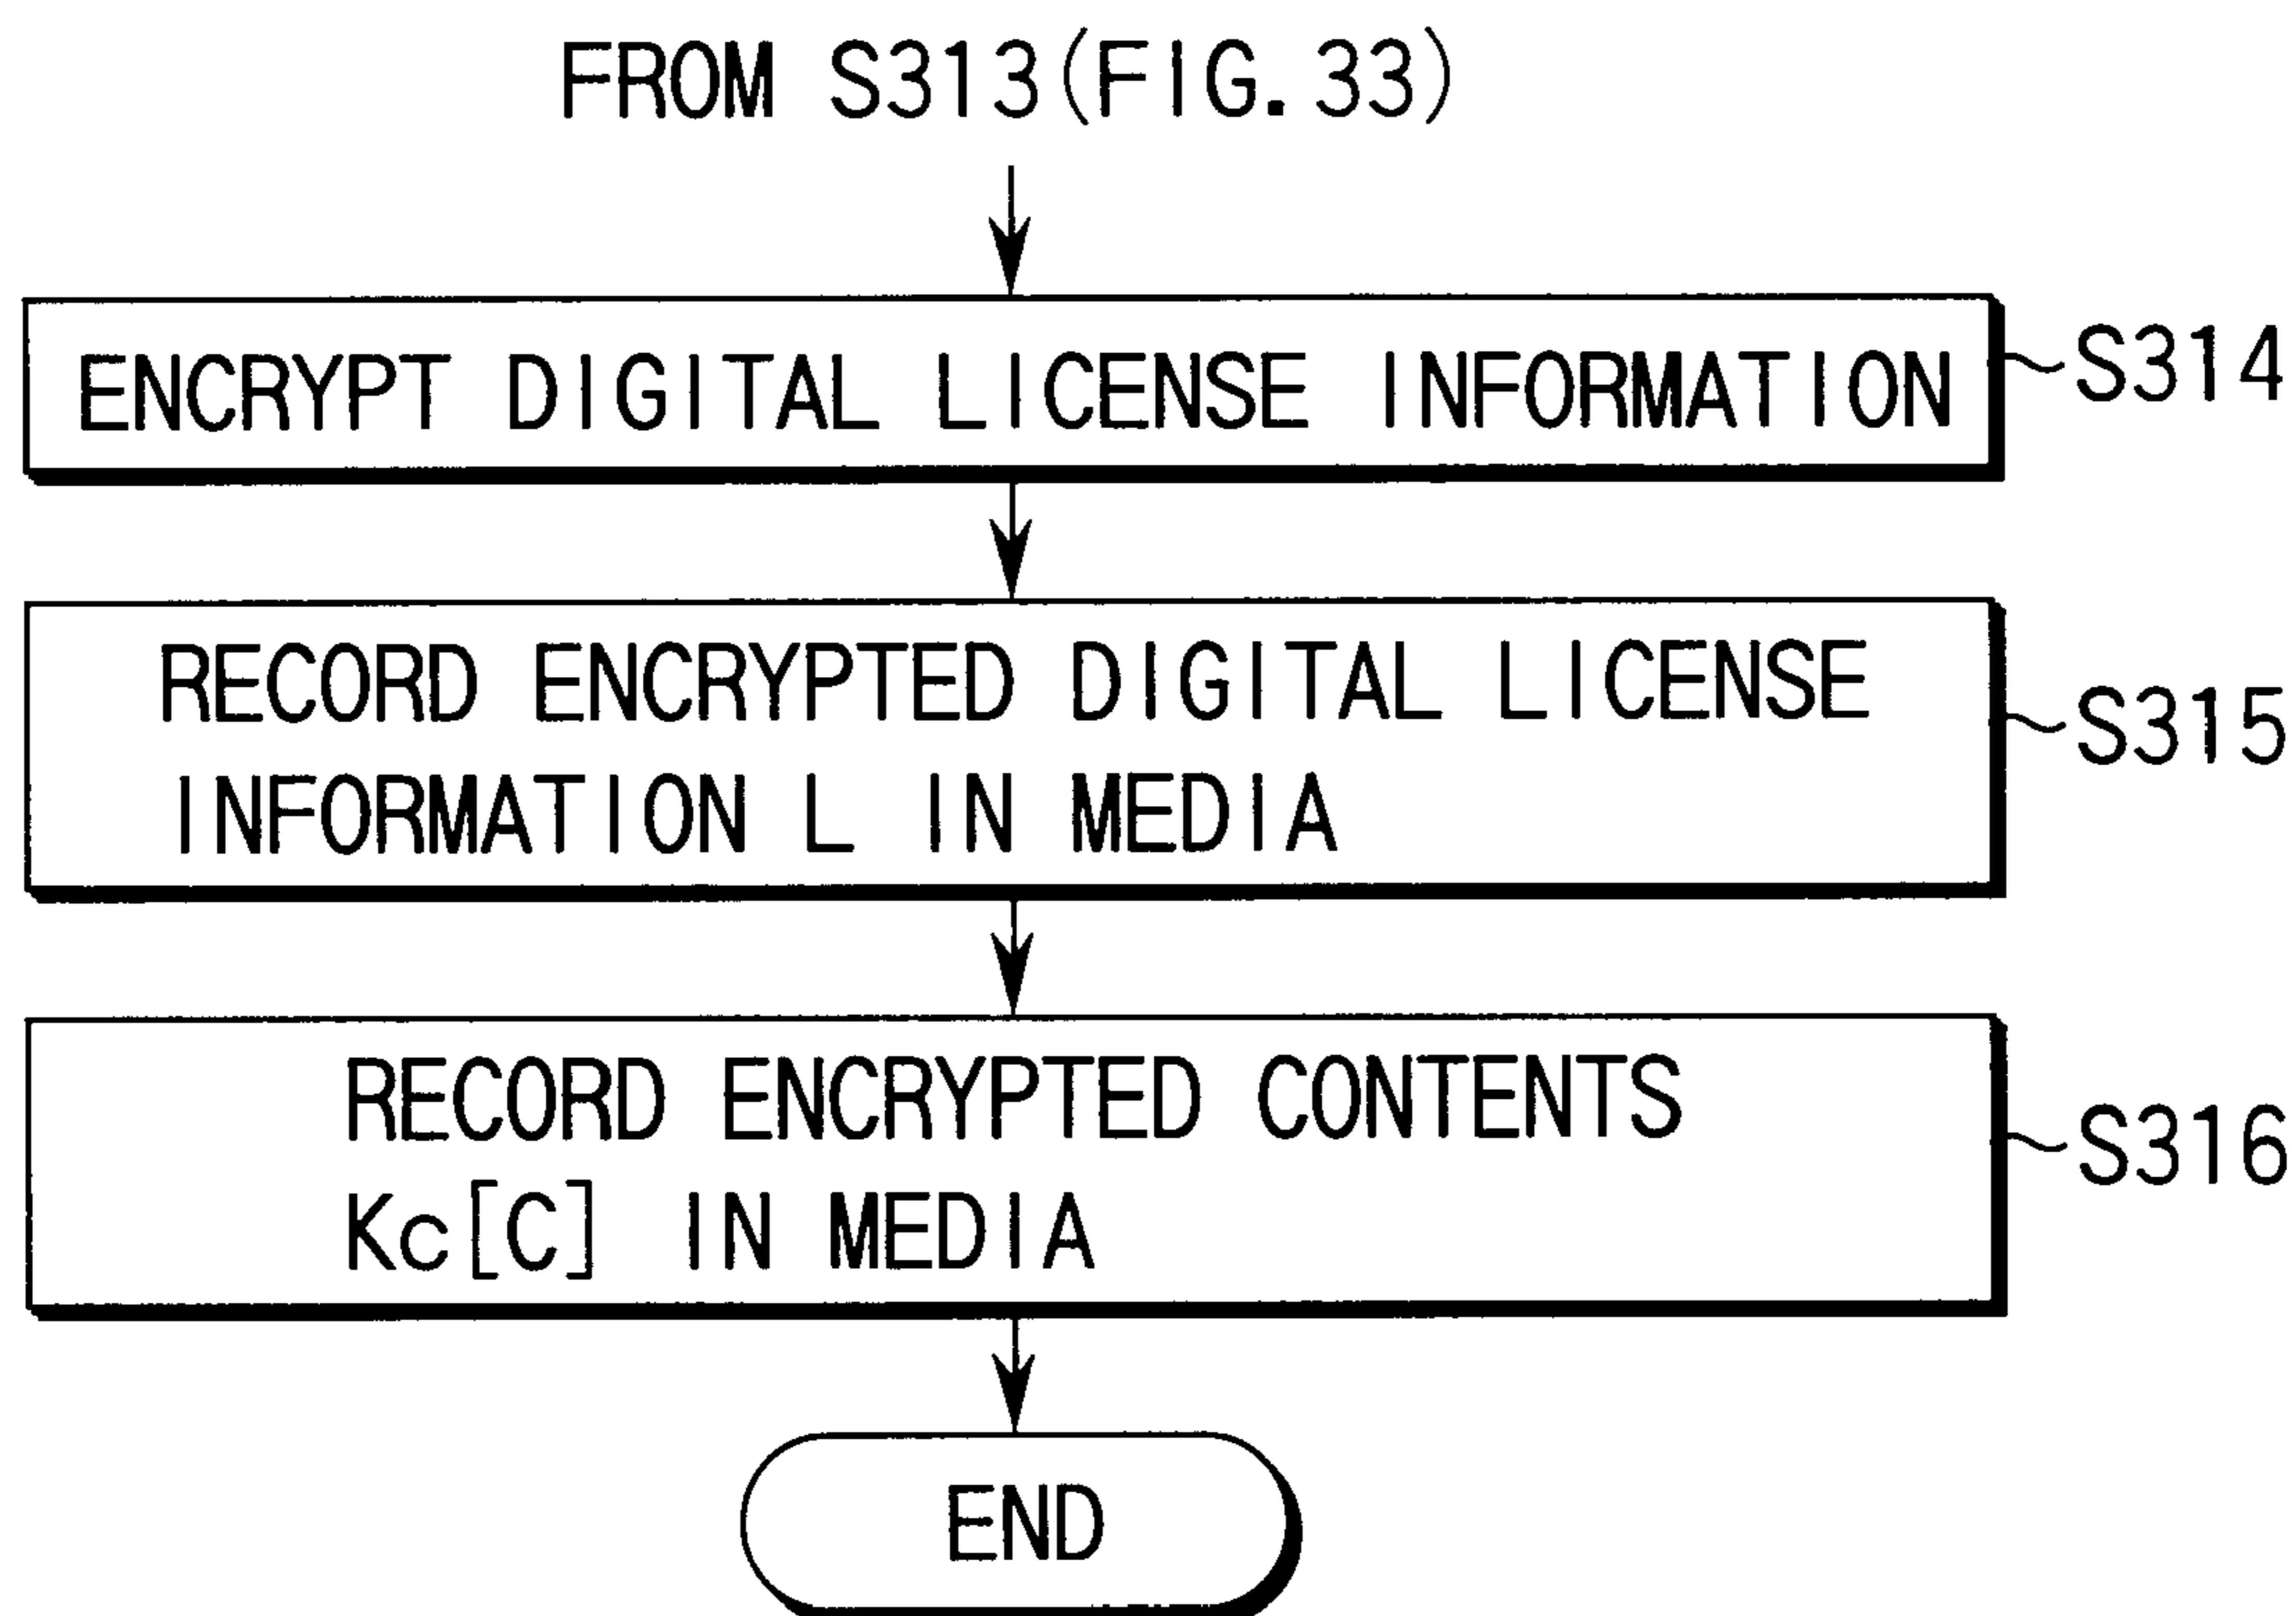 FROM S313(FIG.33)
ENCRYPT DIGITAL LICENSE INFORMATION
S314
RECORD ENCRYPTED DIGITAL LICENSE
INFORMATION L IN MEDIA
S315
RECORD ENCRYPTED CONTENTS
Kc[C] IN MEDIA
S316
END